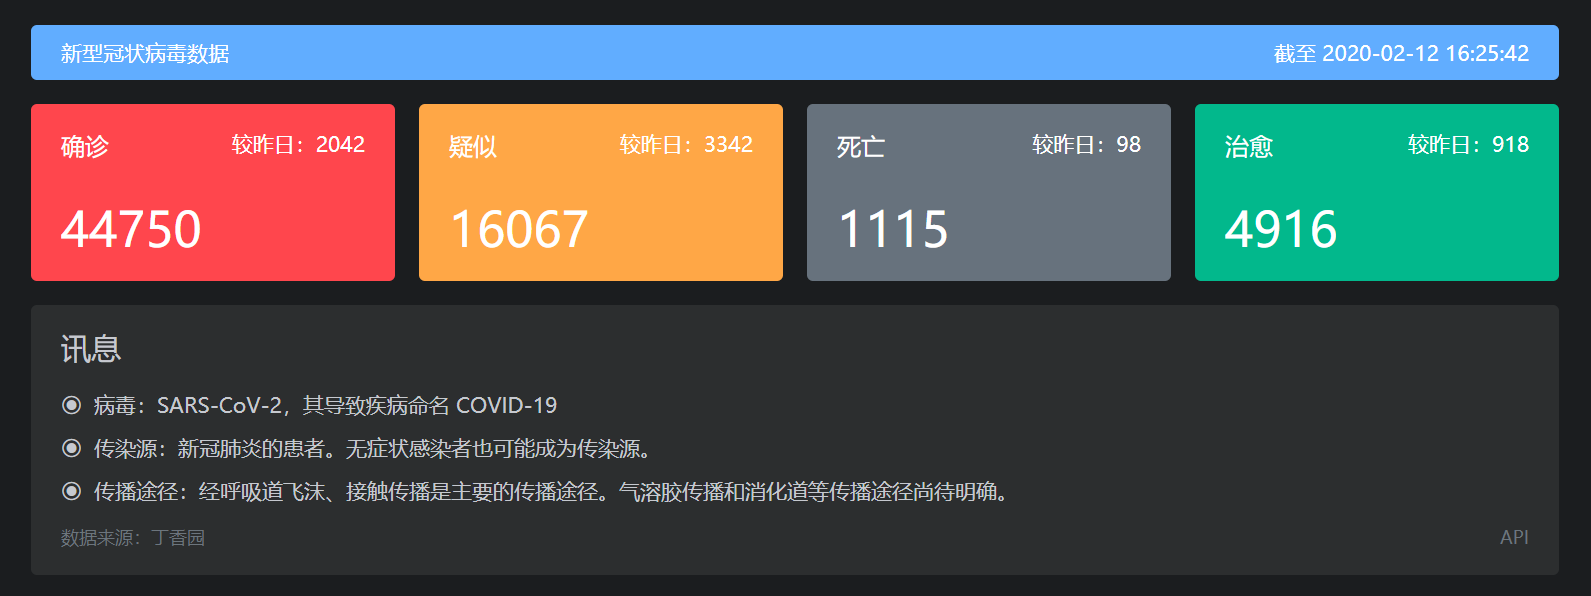 新型冠状病毒数据 截至 2020-02-12 16:25:42
确诊 较昨日：2042 疑似 较昨日：3342 死亡 较昨日：98 治愈 较昨日：918
44750 16067 1115 4916
讯息
病毒：SARS-CoV-2，其导致疾病命名 COVID-19
传染源：新冠肺炎的患者。无症状感染者也可能成为传染源。
传播途径：经呼吸道飞沫、接触传播是主要的传播途径。气溶胶传播和消化道等传播途径尚待明确。
数据来源：丁香园 API